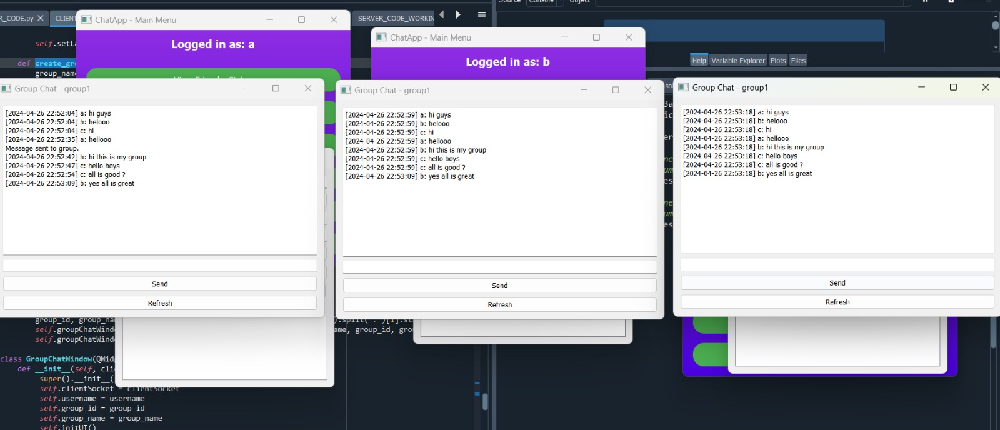 Source Console Object
R_CODE.py CLIENT SERVER_CODE_WORKIN
ChatApp - Main Menu
Logged in as: a
ChatApp - Main Menu
Logged in as: b
Help Variable Explorer Plots Files
self.setLa
def create_gro
group_name
Group Chat - group1
[2024-04-26 22:52:04] a: hi guys
[2024-04-26 22:52:04] b: helooo
[2024-04-26 22:52:04] c: hi
[2024-04-26 22:52:35] a: hellooo
Message sent to group.
[2024-04-26 22:52:42] b: hi this is my group
[2024-04-26 22:52:47] c: hello boys
[2024-04-26 22:52:54] c: all is good ?
[2024-04-26 22:53:09] b: yes all is great
Send
Refresh
Group Chat - group1
[2024-04-26 22:52:59] a: hi guys
[2024-04-26 22:52:59] b: helooo
[2024-04-26 22:52:59] c: hi
[2024-04-26 22:52:59] a: hellooo
[2024-04-26 22:52:59] b: hi this is my group
[2024-04-26 22:52:59] c: hello boys
[2024-04-26 22:52:59] c: all is good ?
[2024-04-26 22:53:09] b: yes all is great
Send
Refresh
Group Chat - group1
[2024-04-26 22:53:18] a: hi guys
[2024-04-26 22:53:18] b: helooo
[2024-04-26 22:53:18] c: hi
[2024-04-26 22:53:18] a: hellooo
[2024-04-26 22:53:18] b: hi this is my group
[2024-04-26 22:53:18] c: hello boys
[2024-04-26 22:53:18] c: all is good ?
[2024-04-26 22:53:18] b: yes all is great
Send
Refresh
group_id, group_na
self.groupChatWind ame, group_id, gro
self.groupChatWind
class GroupChatWindow(QWid
def __init__(self, cli
super().__init__(
self.clientSocket = clientSocket
self.username = username
self.group_id = group_id
self.group_name = group_name
self.initUI()